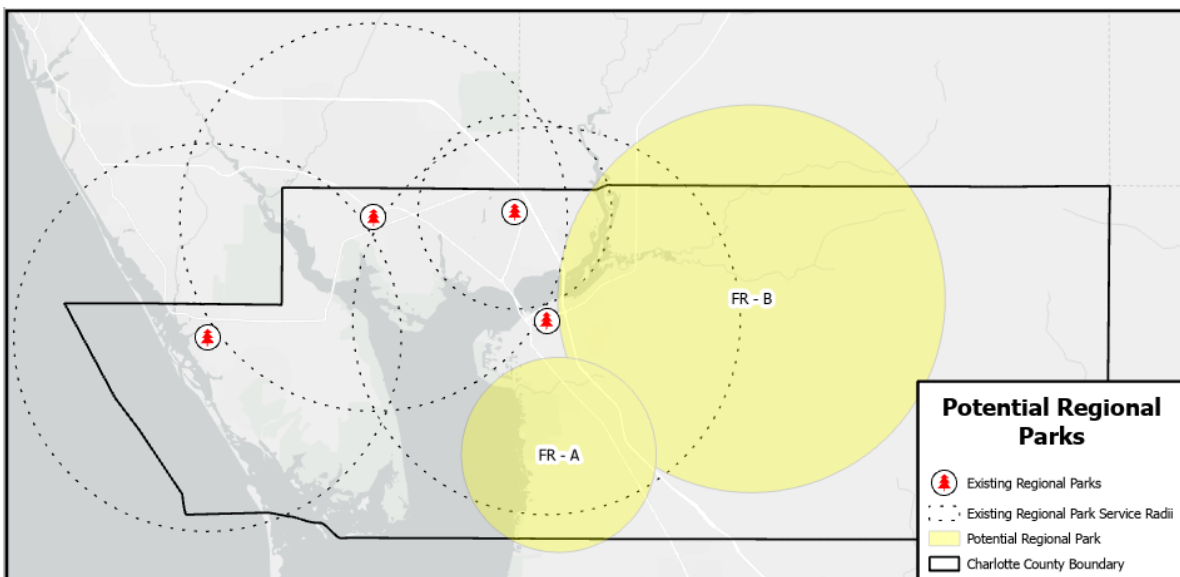 FR - B
FR - A
Potential Regional
Parks
Existing Regional Parks
Existing Regional Park Service Radii
Potential Regional Park
Charlotte County Boundary